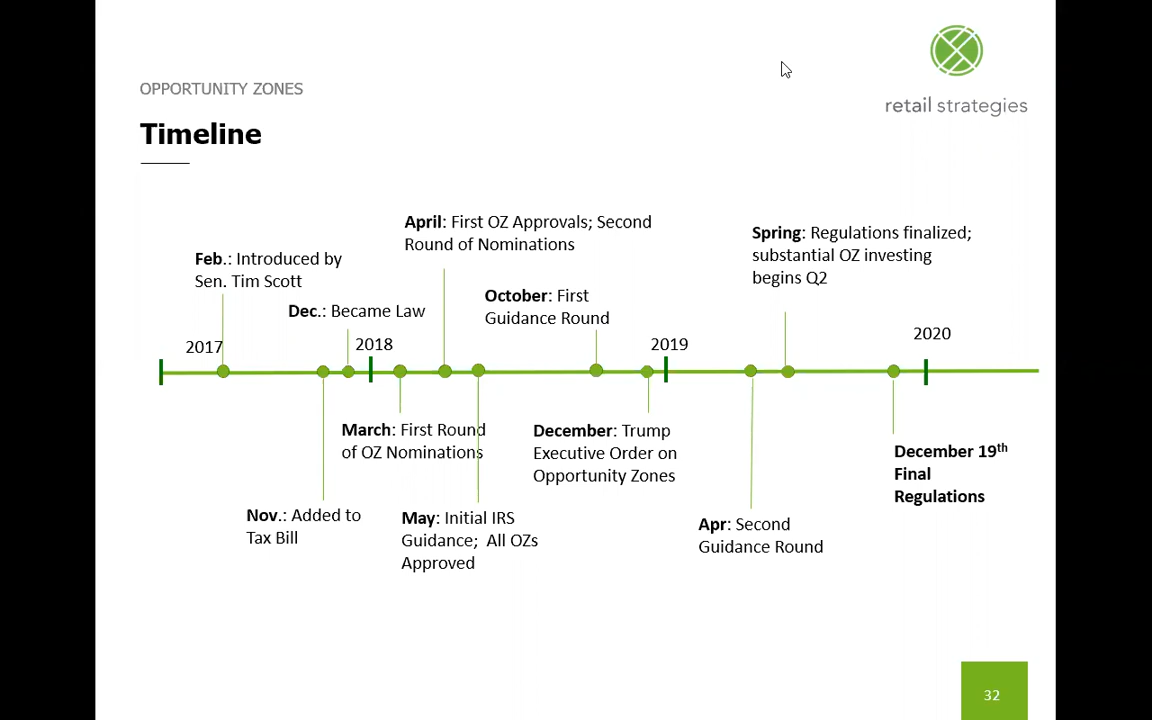 OPPORTUNITY ZONES
Timeline
retail strategies
April: First OZ Approvals; Second
Round of Nominations
Spring: Regulations finalized;
substantial OZ investing
begins Q2
Feb.: Introduced by
Sen. Tim Scott
Dec.: Became Law
October: First
Guidance Round
2017
2018
2019
2020
March: First Round
of OZ Nominations
December: Trump
Executive Order on
Opportunity Zones
December 19th
Final
Regulations
Nov.: Added to
Tax Bill
May: Initial IRS
Guidance;  All OZs
Approved
Apr: Second
Guidance Round
32